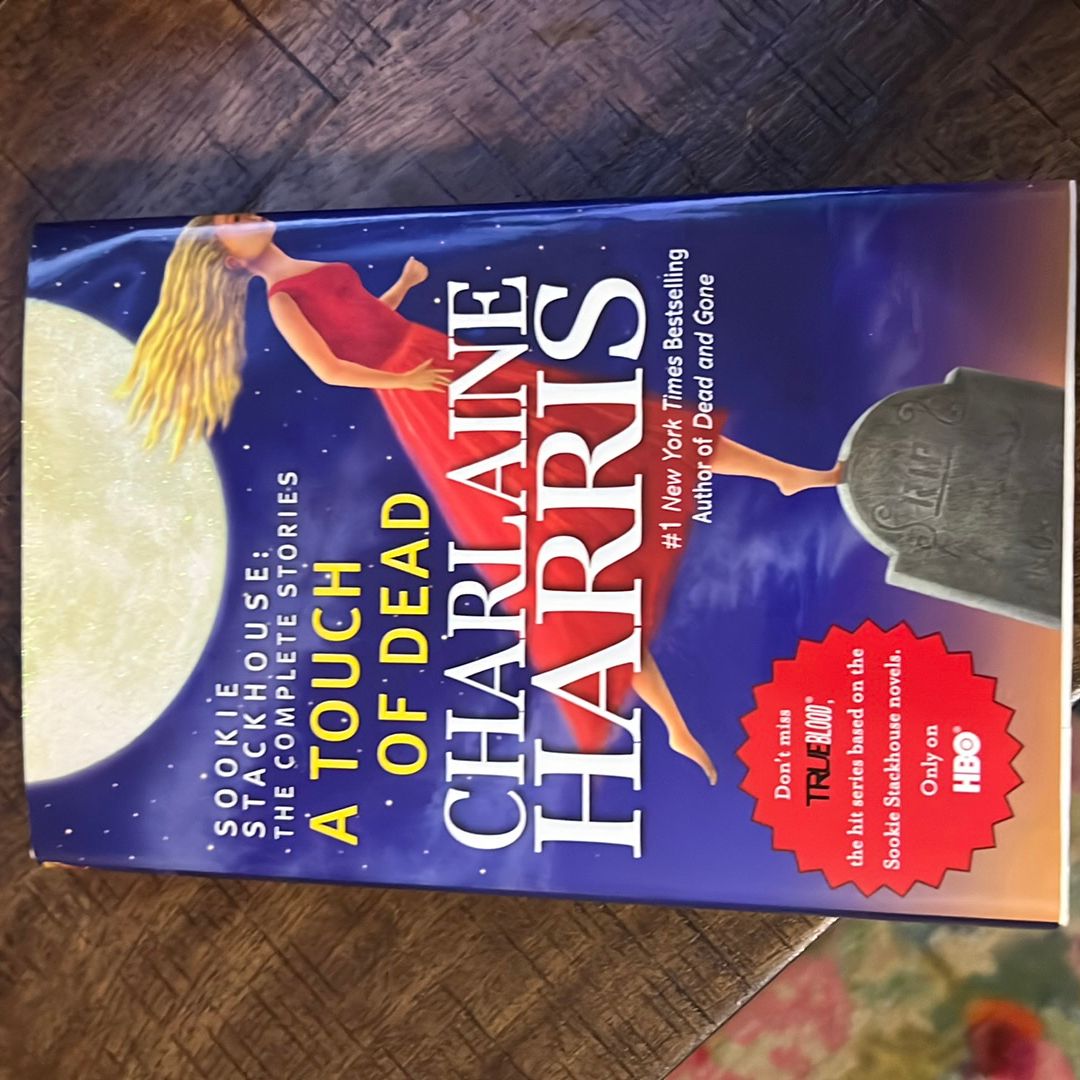 SOOKIE
STACKHOUSE:
THE COMPLETE STORIES
A TOUCH
OF DEAD
CHARLAINE
HARRIS
#1 New York Times Bestselling
Author of Dead and Gone
RIP
Don't miss
TRUEBLOOD®,
the hit series based on the
Sookie Stackhouse novels.
Only on
HBO®